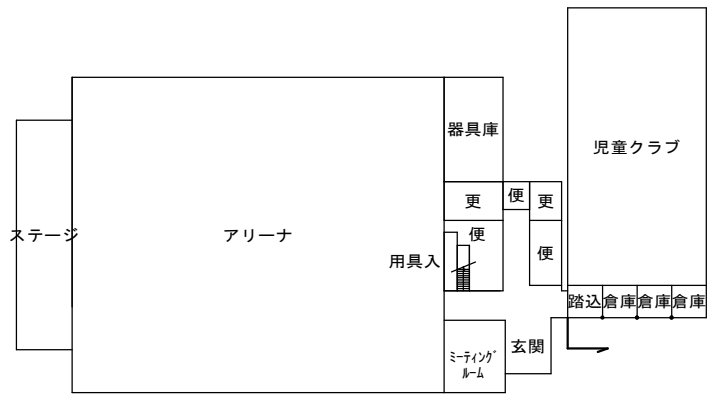 器具庫
児童クラブ
更
便
更
ステージ
アリーナ
便
便
用具入
踏込
倉庫
倉庫
倉庫
玄関
ミーティング
ルーム